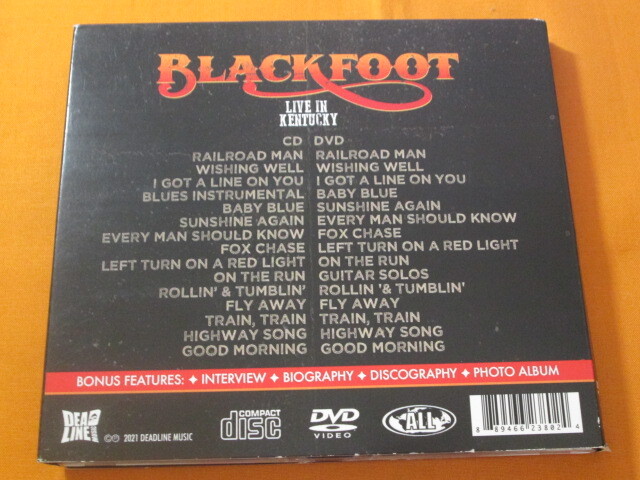 BLACKFOOT
LIVE IN
KENTUCKY
CD
RAILROAD MAN
WISHING WELL
I GOT A LINE ON YOU
BLUES INSTRUMENTAL
BABY BLUE
SUNSHINE AGAIN
EVERY MAN SHOULD KNOW
FOX CHASE
LEFT TURN ON A RED LIGHT
ON THE RUN
ROLLIN' & TUMBLIN'
FLY AWAY
TRAIN, TRAIN
HIGHWAY SONG
GOOD MORNING
DVD
RAILROAD MAN
WISHING WELL
I GOT A LINE ON YOU
BABY BLUE
SUNSHINE AGAIN
EVERY MAN SHOULD KNOW
FOX CHASE
LEFT TURN ON A RED LIGHT
ON THE RUN
GUITAR SOLOS
ROLLIN '& TUMBLIN'
FLY AWAY
TRAIN, TRAIN
HIGHWAY SONG
GOOD MORNING
BONUS FEATURES: ✦ INTERVIEW ✦ BIOGRAPHY ✦ DISCOGRAPHY ✦ PHOTO ALBUM
DEADLINE
©℗ 2021 DEADLINE MUSIC
COMPACT
disc
DVD
VIDEO
ALL
8 89466 23802 4